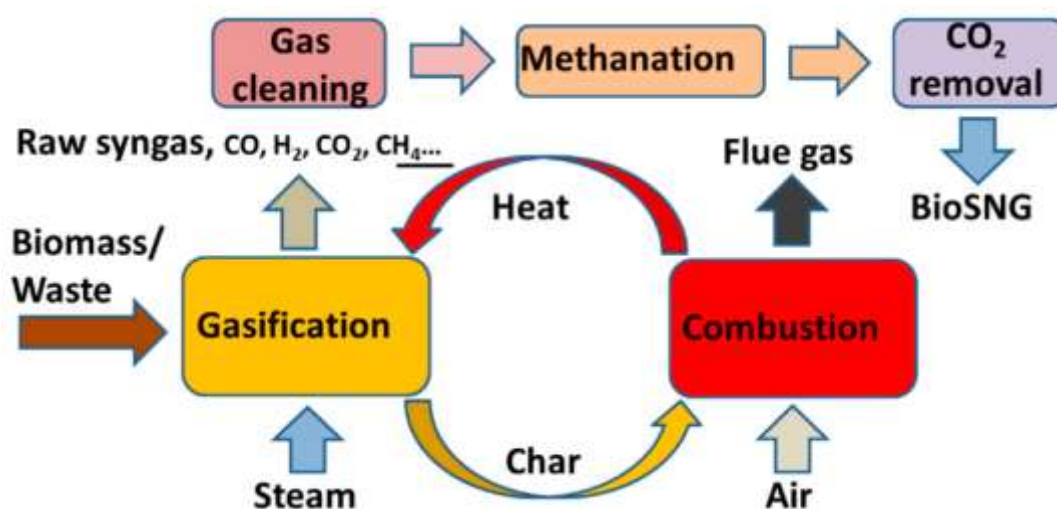 Gas
cleaning
Methanation
CO₂
removal
Raw syngas, CO, H₂, CO₂, CH₄...
Flue gas
Heat
BioSNG
Biomass/
Waste
Gasification
Combustion
Char
Steam
Air